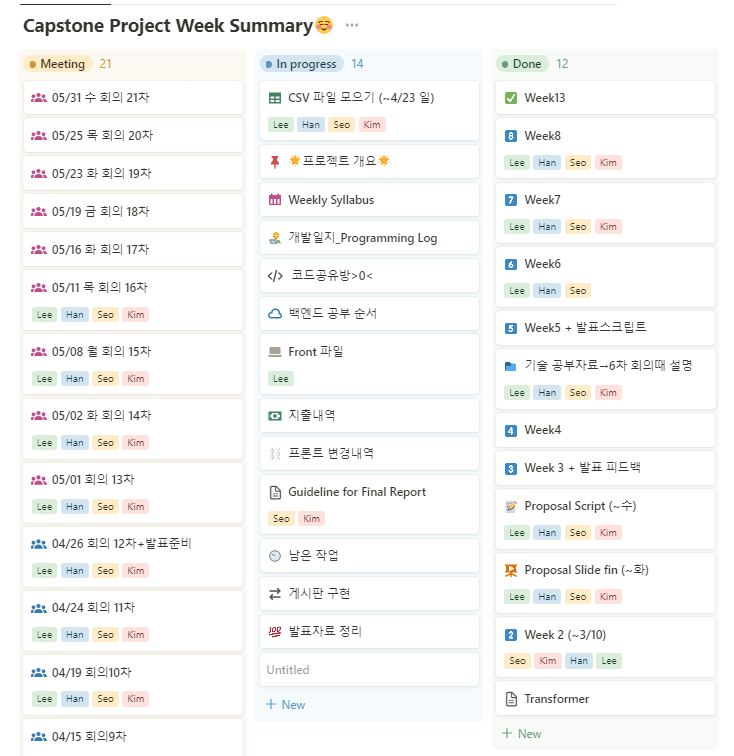 Capstone Project Week Summary
Meeting 21
05/31 수 회의 21차
05/25 목 회의 20차
05/23 화 회의 19차
05/19 금 회의 18차
05/16 화 회의 17차
05/11 목 회의 16차
Lee Han Seo Kim
05/08 월 회의 15차
Lee Han Seo Kim
05/02 화 회의 14차
Lee Han Seo Kim
05/01 회의 13차
Lee Han Seo Kim
04/26 회의 12차+발표준비
Lee Han Seo Kim
04/24 회의 11차
Lee Han Seo Kim
04/19 회의10차
Lee Han Seo Kim
04/15 회의9차
In progress 14
CSV 파일 모으기 (~4/23 일)
Lee Han Seo Kim
프로젝트 개요
Weekly Syllabus
개발일지_Programming Log
코드공유방>0<
백엔드 공부 순서
Front 파일
Lee
지출내역
프론트 변경내역
Guideline for Final Report
Seo Kim
남은 작업
게시판 구현
발표자료 정리
Untitled
+ New
Done 12
Week13
8 Week8
Lee Han Seo Kim
7 Week7
Lee Han Seo Kim
6 Week6
Lee Han Seo
5 Week5 + 발표스크립트
기술 공부자료→6차 회의때 설명
Lee Han Seo Kim
4 Week4
3 Week 3 + 발표 피드백
Proposal Script (~수)
Lee Han Seo Kim
Proposal Slide fin (~화)
Lee Han Seo Kim
2 Week 2 (~3/10)
Seo Kim Han Lee
Transformer
+ New